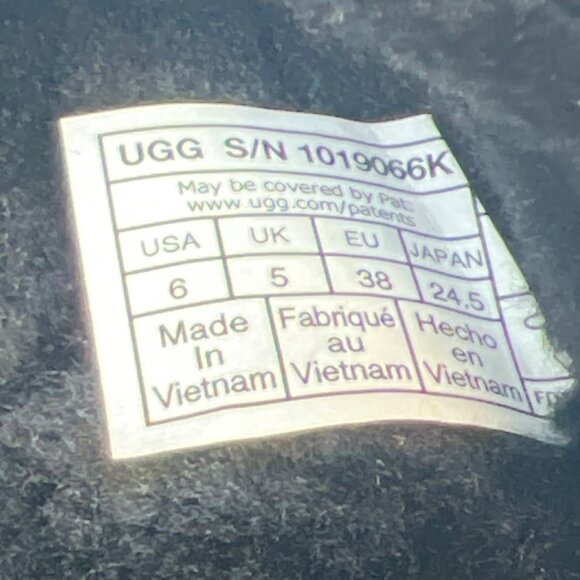 UGG S/N 1019066K
May be covered by Pat:
www.ugg.com/patents
USA UK EU JAPAN
6 5 38 24.5
Made In Vietnam
Fabriqué au Vietnam
Hecho en Vietnam